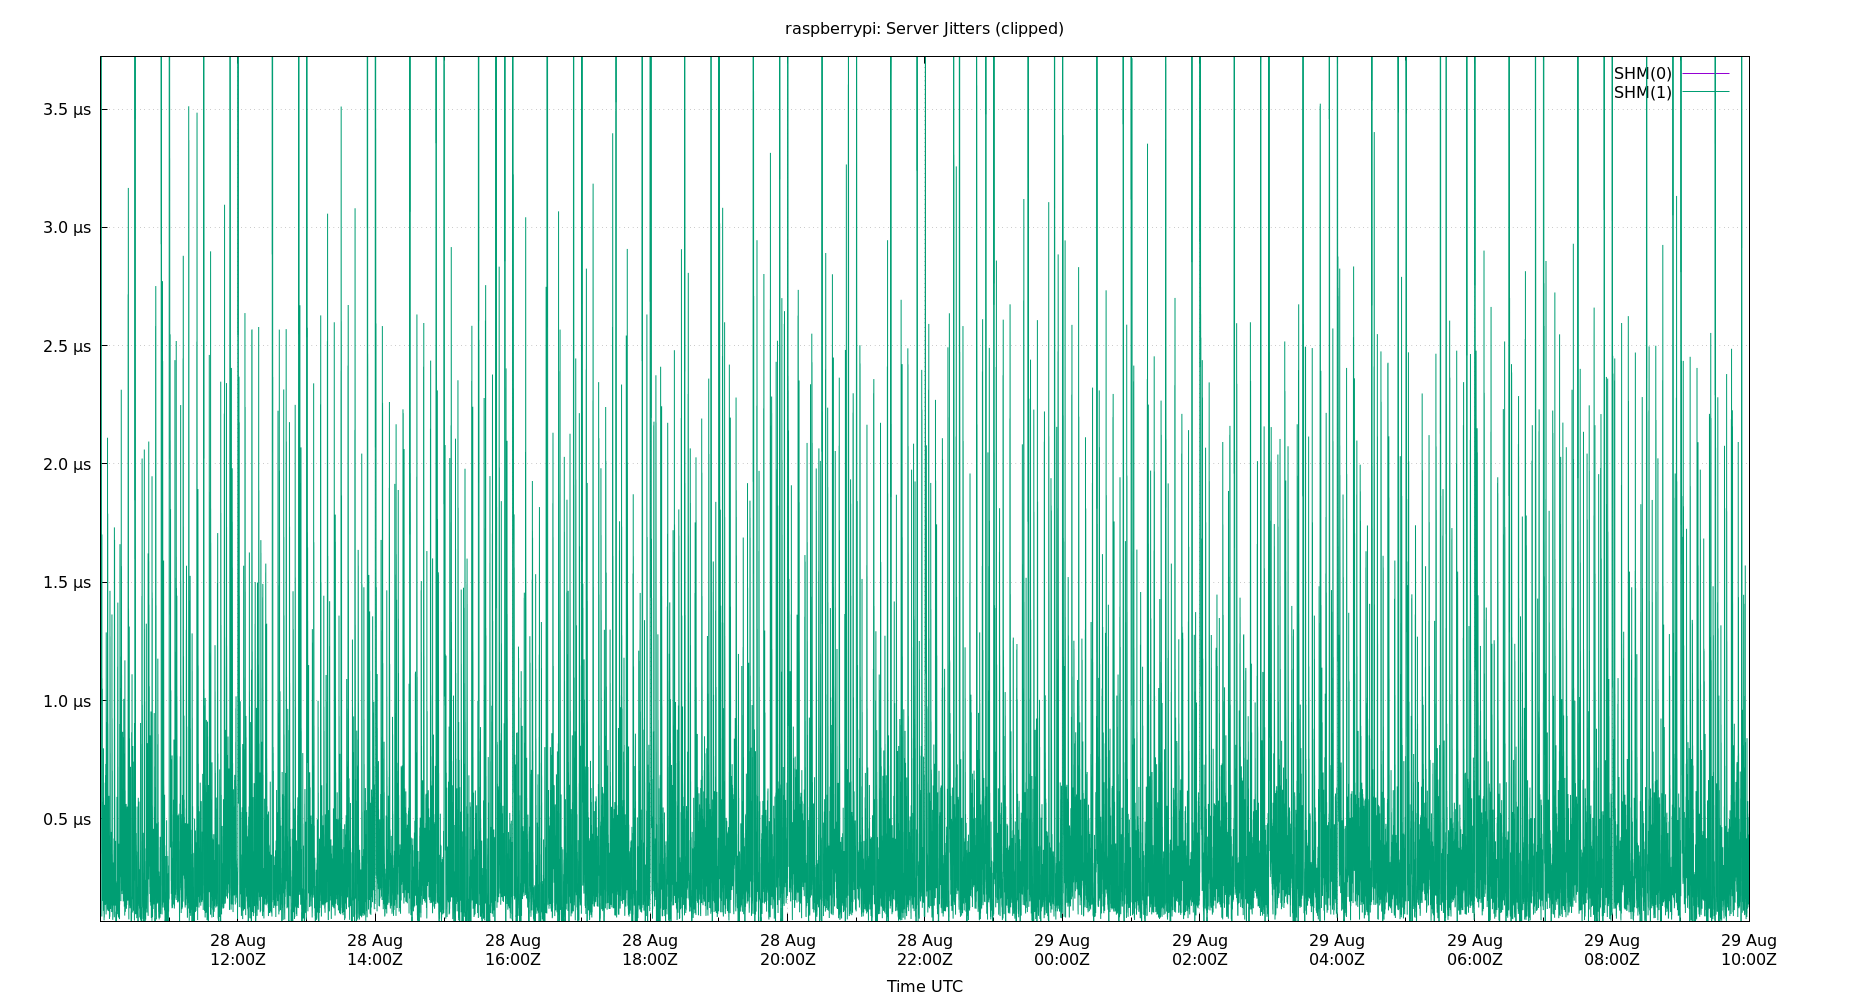 raspberrypi: Server Jitters (clipped)
SHM(0)
SHM(1)
3.5 µs
3.0 µs
2.5 µs
2.0 µs
1.5 µs
1.0 µs
0.5 µs
28 Aug 28 Aug 28 Aug 28 Aug 28 Aug 28 Aug 29 Aug 29 Aug 29 Aug 29 Aug 29 Aug 29 Aug
12:00Z 14:00Z 16:00Z 18:00Z 20:00Z 22:00Z 00:00Z 02:00Z 04:00Z 06:00Z 08:00Z 10:00Z
Time UTC